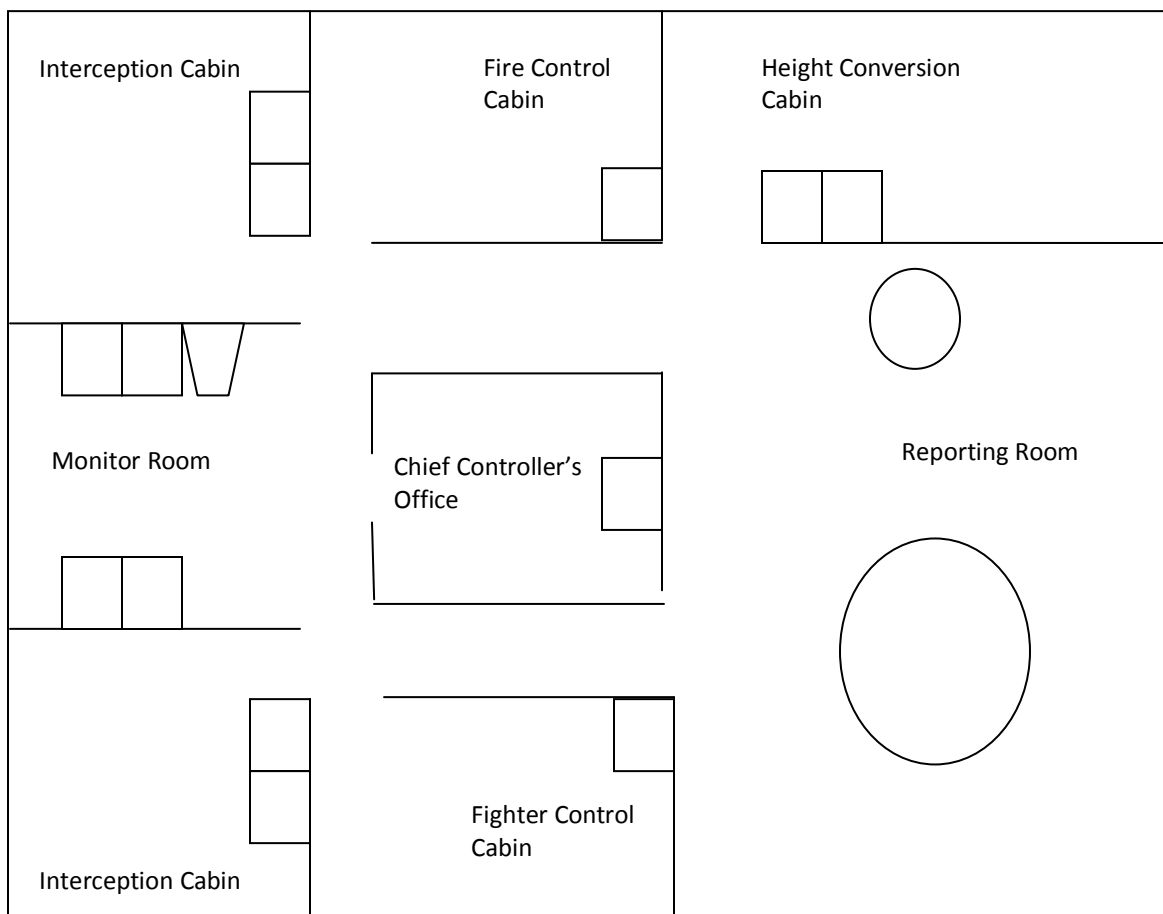 Interception Cabin
Fire Control
Cabin
Height Conversion
Cabin
Monitor Room
Chief Controller’s
Office
Reporting Room
Fighter Control
Cabin
Interception Cabin